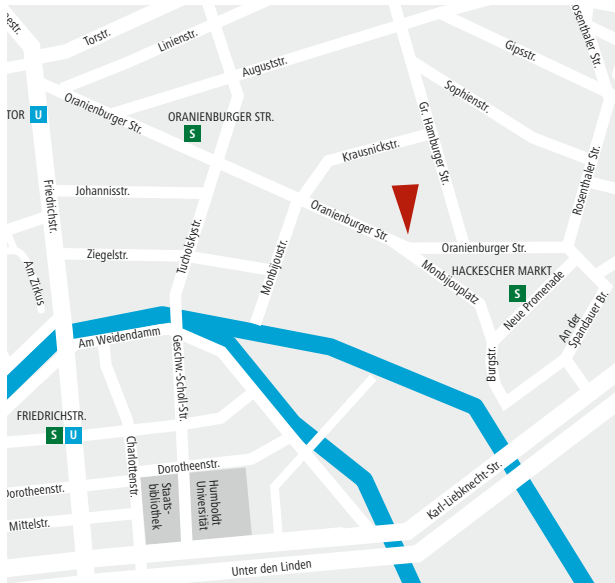 estr.
Torstr.
Linienstr.
Auguststr.
Gipsstr.
Rosenthaler Str.
Sophienstr.
Oranienburger Str.
ORANIENBURGER STR.
S
TOR U
Gr. Hamburger Str.
Krausnickstr.
Rosenthaler Str.
Johannisstr.
Friedrichstr.
Oranienburger Str.
Tucholskystr.
Ziegelstr.
Monbijoustr.
Oranienburger Str.
Monbijouplatz
HACKESCHER MARKT
S
Am Zirkus
Neue Promenade
An der
Spandauer Br.
Am Weidendamm
Geschw.-Scholl-Str.
Burgstr.
FRIEDRICHSTR.
S U
Charlottenstr.
Dorotheenstr.
Dorotheenstr.
Staats-
bibliothek
Humboldt
Universität
Karl-Liebknecht-Str.
Mittelstr.
Unter den Linden